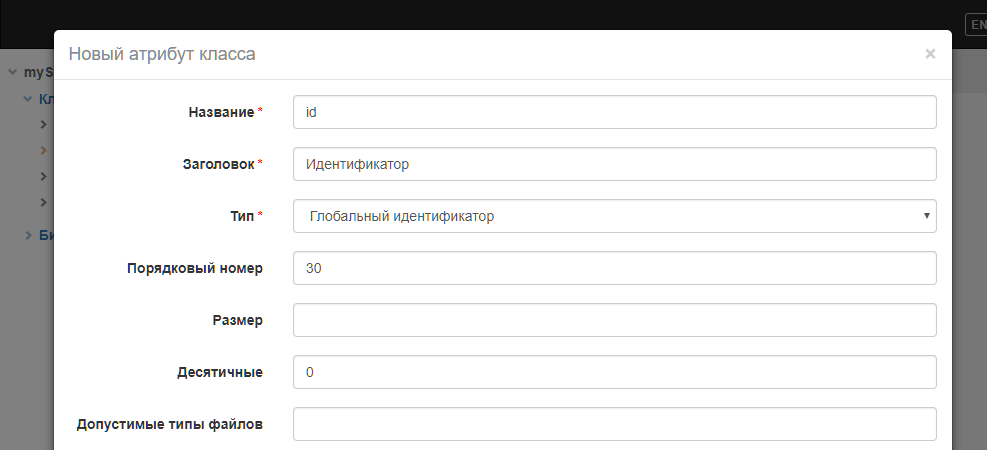 EN
Новый атрибут класса ×
myS
Кл
Би
Название *
id
Заголовок *
Идентификатор
Тип *
Глобальный идентификатор
Порядковый номер
30
Размер
Десятичные
0
Допустимые типы файлов